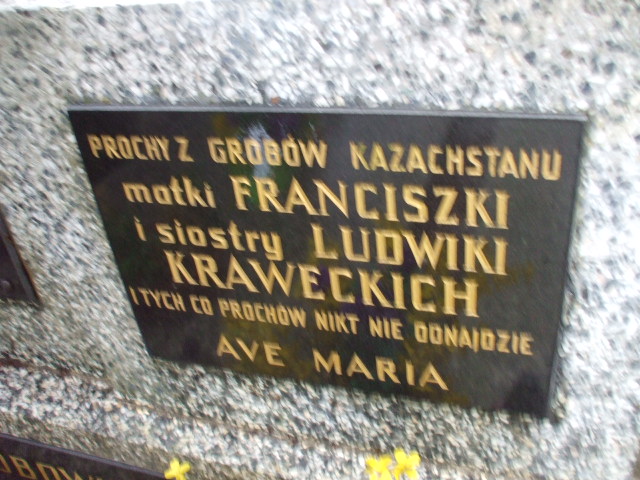 PROCHY Z GROBÓW KAZACHSTANU
matki FRANCISZKI
i siostry LUDWIKI
KRAWECKICH
I TYCH CO PROCHÓW NIKT NIE ODNAJDZIE
AVE MARIA